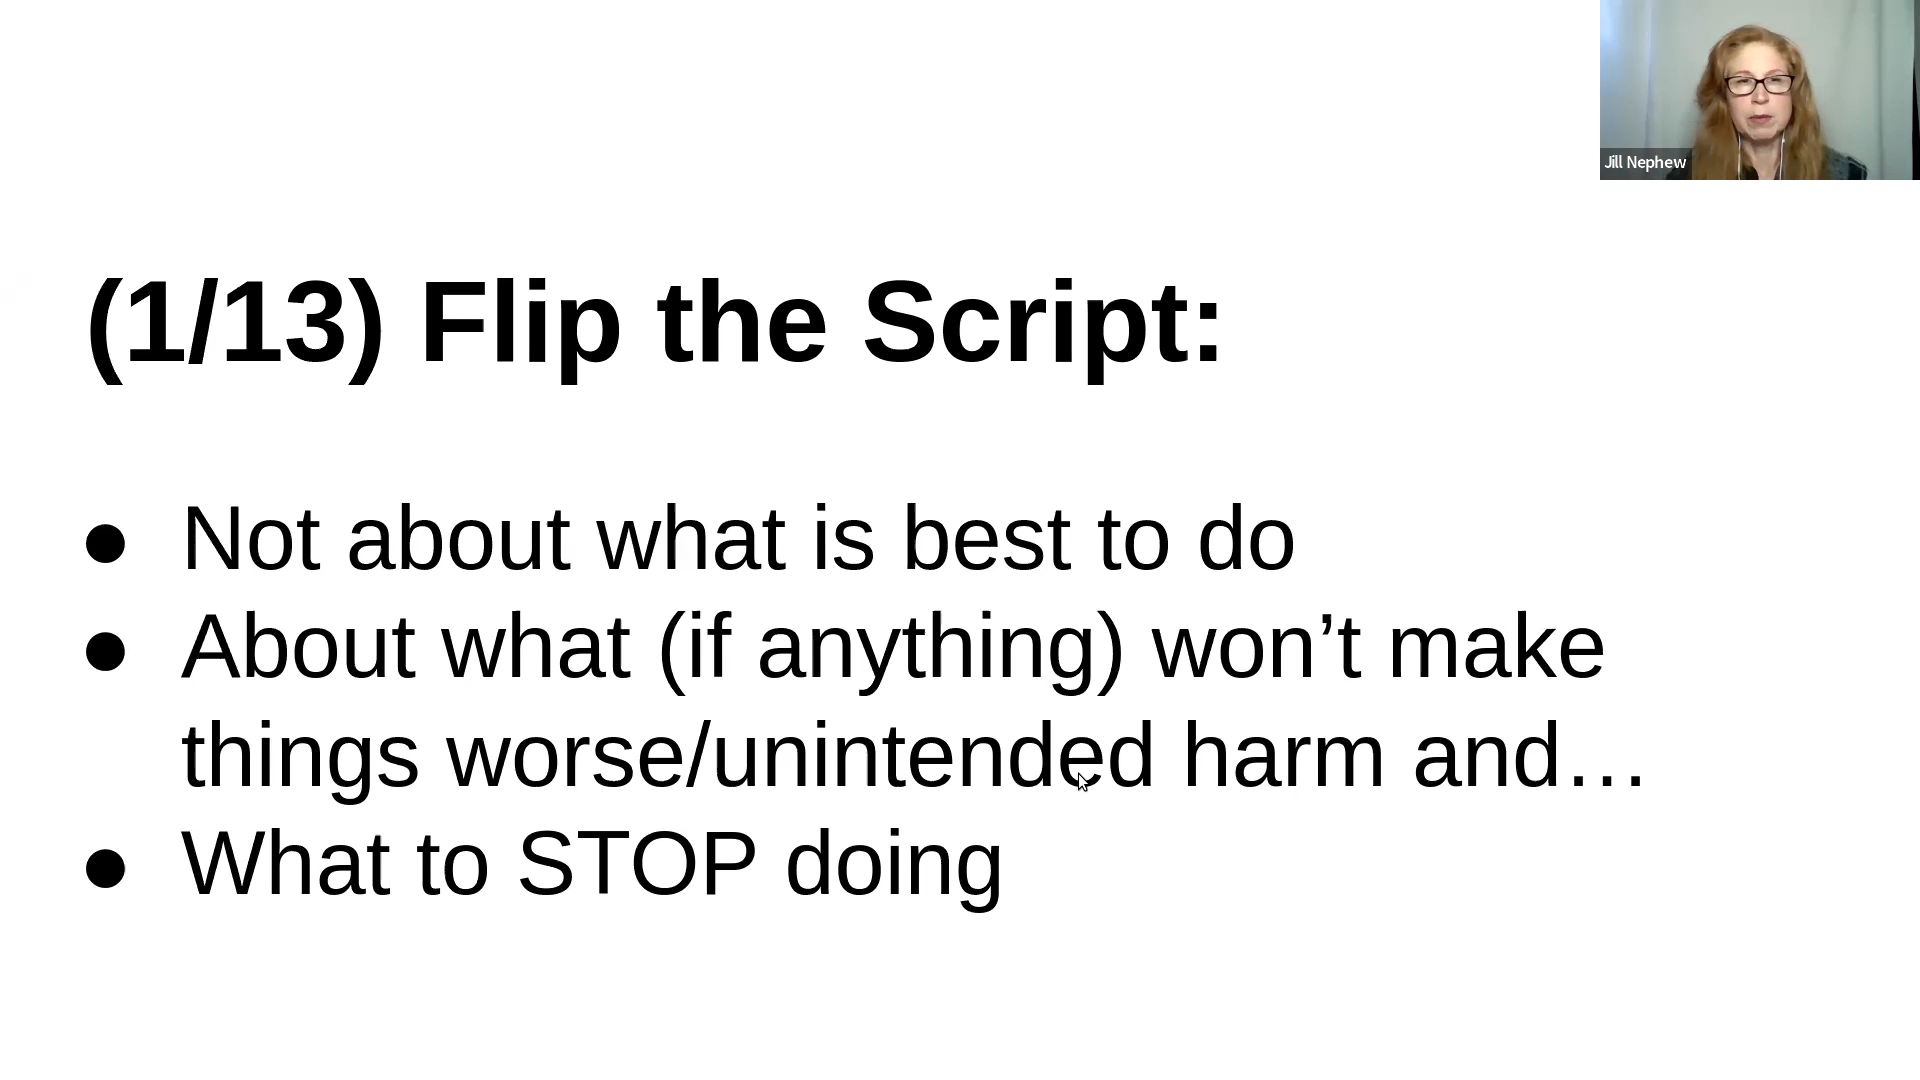 Jill Nephew
(1/13) Flip the Script:
● Not about what is best to do
● About what (if anything) won’t make
things worse/unintended harm and…
● What to STOP doing